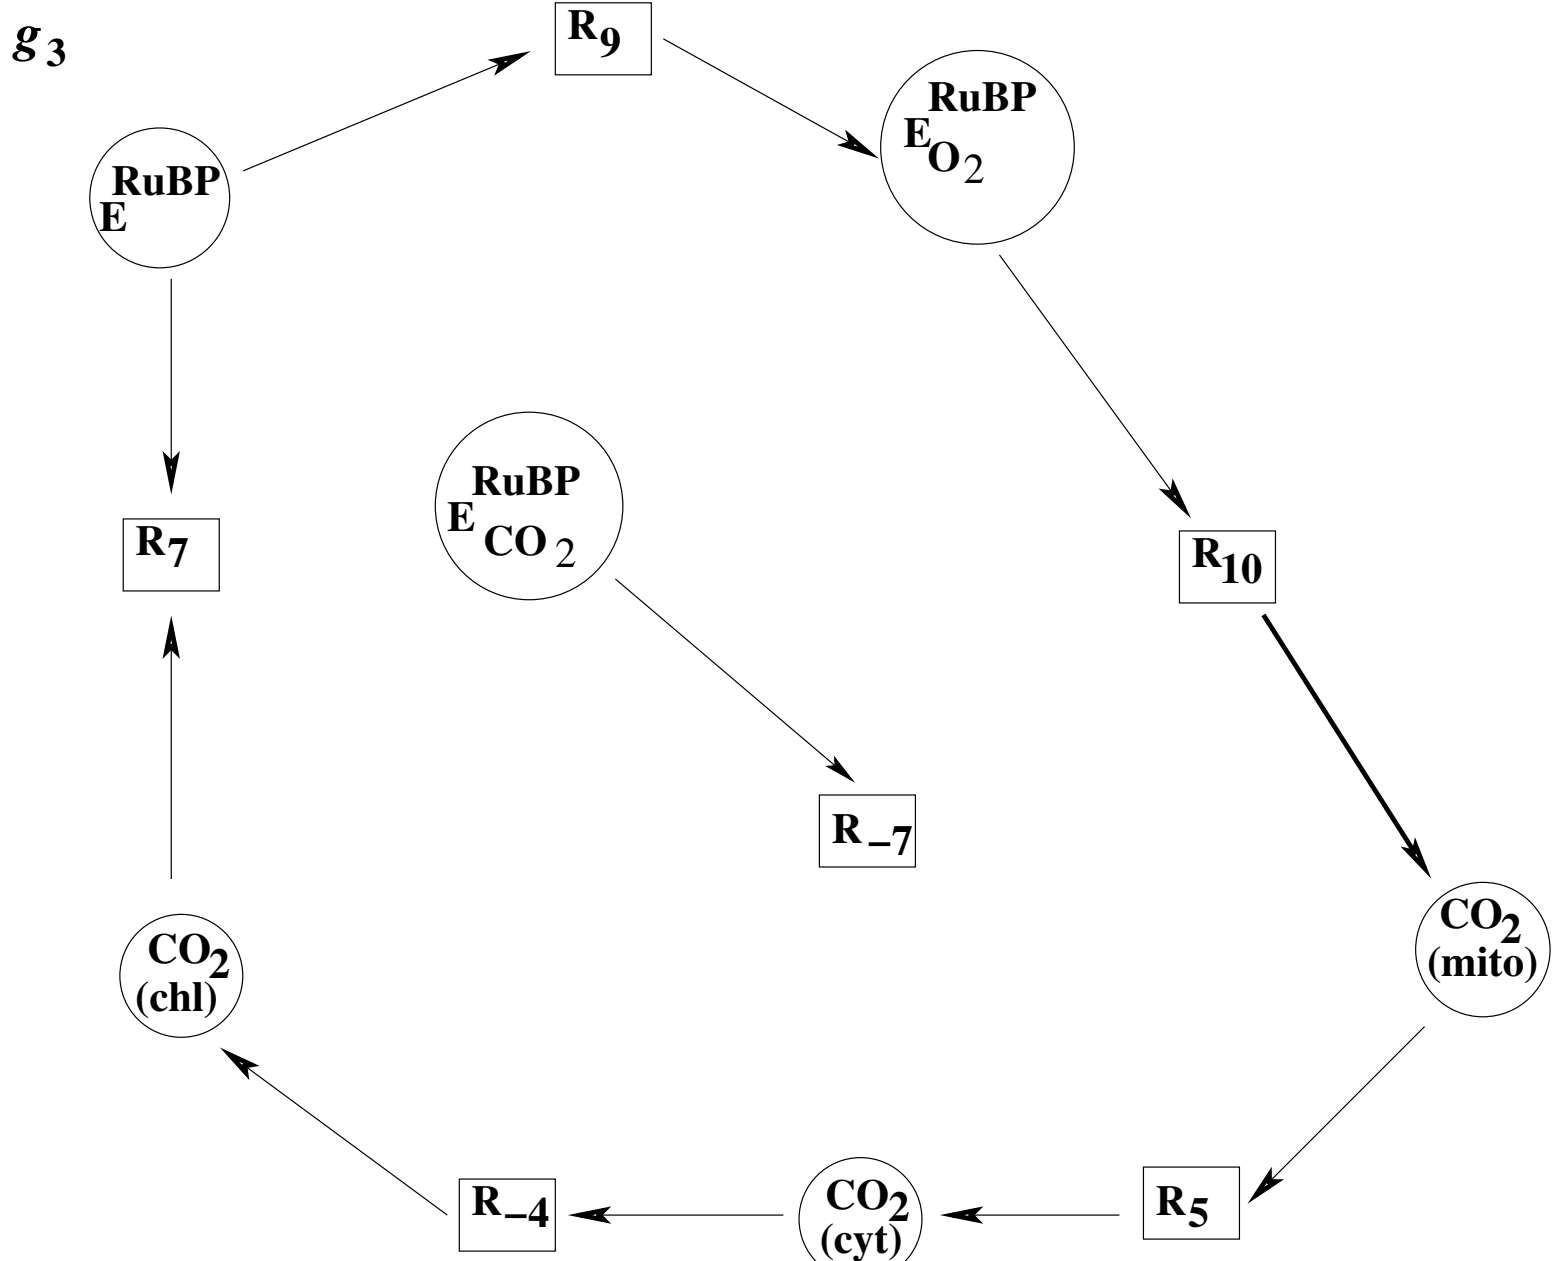 g₃
R₉
RuBP
E O₂
RuBP
E
RuBP
E CO₂
R₇
R₁₀
R₋₇
CO₂
(mito)
CO₂
(chl)
R₋₄
CO₂
(cyt)
R₅